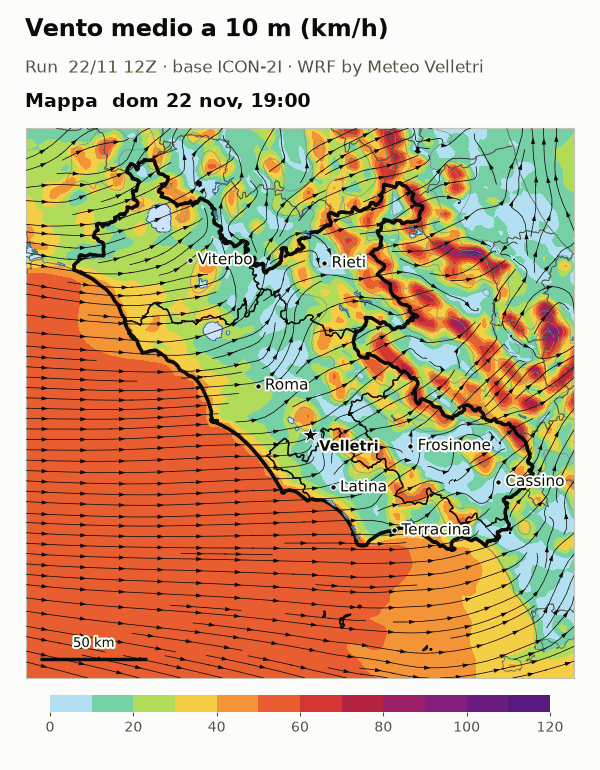 Vento medio a 10 m (km/h)
Run 22/11 12Z · base ICON-2I · WRF by Meteo Velletri
Mappa dom 22 nov, 19:00
Viterbo
Rieti
Roma
Velletri
Frosinone
Cassino
Latina
Terracina
50 km
0 20 40 60 80 100 120